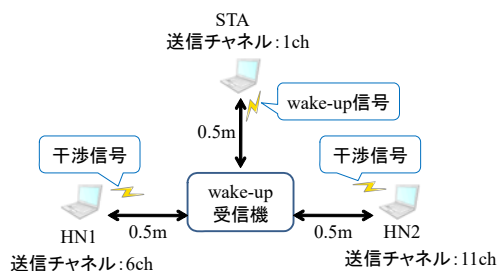 STA
送信チャネル:1ch
wake-up信号
0.5m
干渉信号
干渉信号
wake-up
受信機
HN1
0.5m
0.5m
HN2
送信チャネル:6ch
送信チャネル:11ch